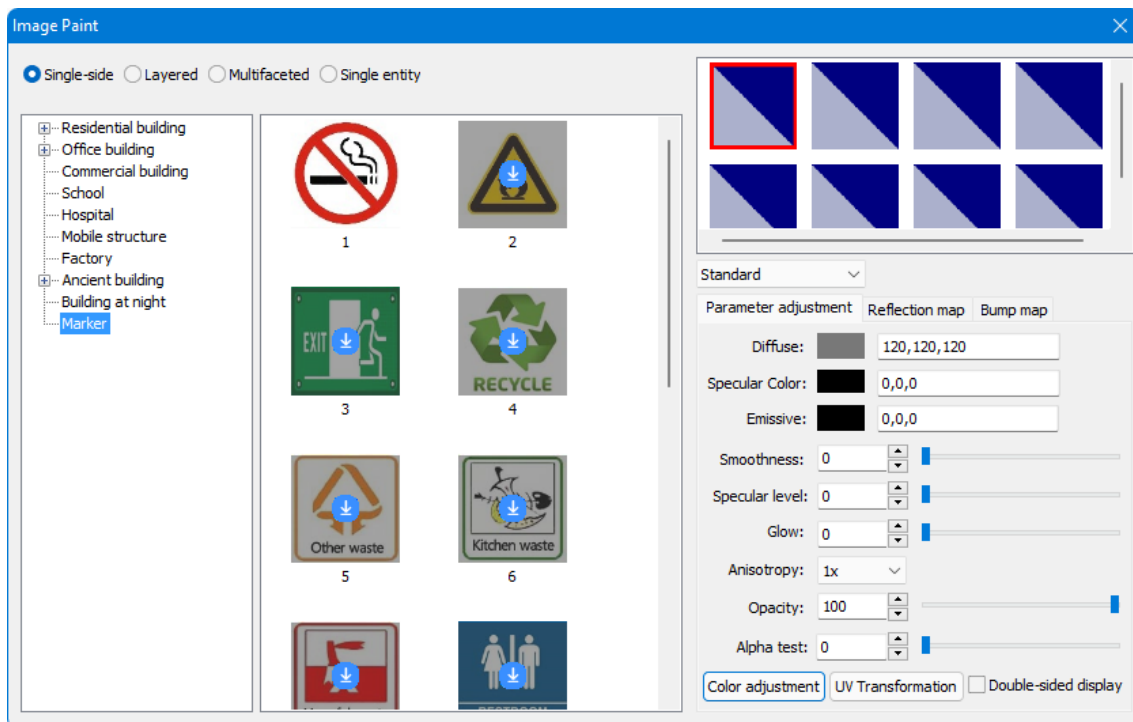 Image Paint
Single-side Layered Multifaceted Single entity
Residential building
Office building
Commercial building
School
Hospital
Mobile structure
Factory
Ancient building
Building at night
Marker
1
2
EXIT
3
RECYCLE
4
Other waste
5
Kitchen waste
6
Standard
Parameter adjustment Reflection map Bump map
Diffuse: 120,120,120
Specular Color: 0,0,0
Emissive: 0,0,0
Smoothness: 0
Specular level: 0
Glow: 0
Anisotropy: 1x
Opacity: 100
Alpha test: 0
Color adjustment UV Transformation Double-sided display